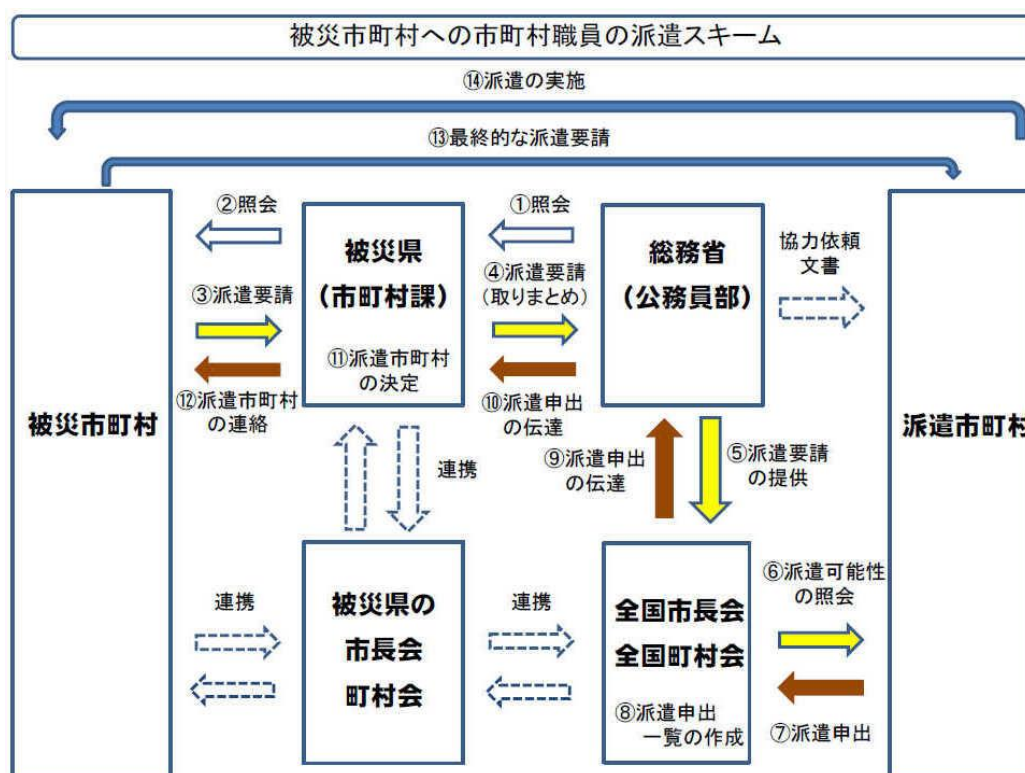 被災市町村への市町村職員の派遣スキーム
⑭派遣の実施
⑬最終的な派遣要請
②照会
①照会
被災県
（市町村課）
総務省
（公務員部）
協力依頼
文書
③派遣要請
④派遣要請
（取りまとめ）
⑪派遣市町村
の決定
⑫派遣市町村
の連絡
⑩派遣申出
の伝達
被災市町村
派遣市町村
連携
⑨派遣申出
の伝達
⑤派遣要請
の提供
連携
被災県の
市長会
町村会
連携
全国市長会
全国町村会
⑧派遣申出
一覧の作成
⑥派遣可能性
の照会
⑦派遣申出